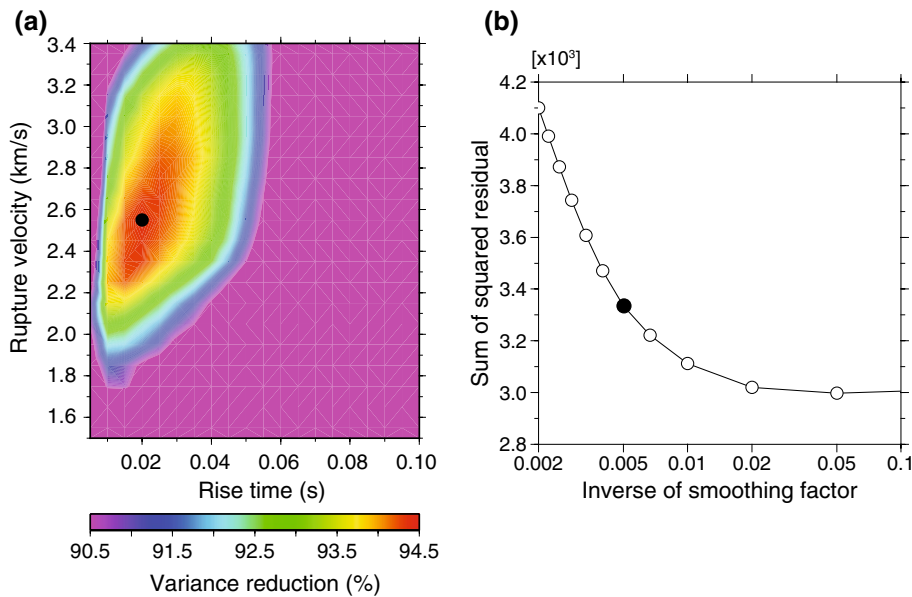 (a)
Rupture velocity (km/s)
3.4
3.2
3.0
2.8
2.6
2.4
2.2
2.0
1.8
1.6
0.02 0.04 0.06 0.08 0.10
Rise time (s)
90.5 91.5 92.5 93.5 94.5
Variance reduction (%)
(b)
[x10³]
Sum of squared residual
4.2
4.0
3.8
3.6
3.4
3.2
3.0
2.8
0.002 0.005 0.01 0.02 0.05 0.1
Inverse of smoothing factor